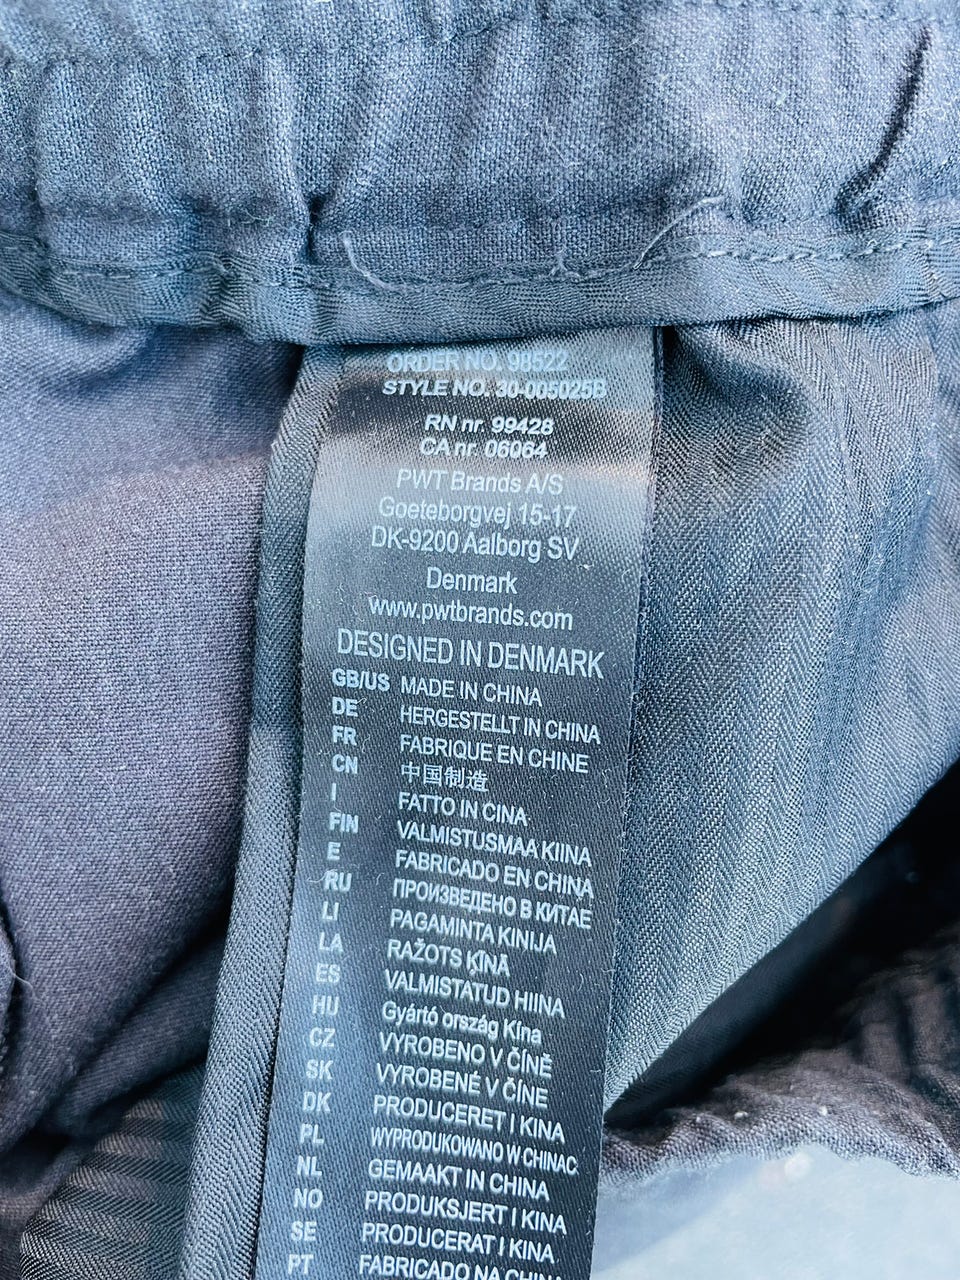 ORDER NO. 98522
STYLE NO. 30-005025B
RN nr 99428
CA nr 06064
PWT Brands A/S
Goeteborgvej 15-17
DK-9200 Aalborg SV
Denmark
www.pwtbrands.com
DESIGNED IN DENMARK
GB/US MADE IN CHINA
DE HERGESTELLT IN CHINA
FR FABRIQUE EN CHINE
CN 中国制造
I FATTO IN CINA
FIN VALMISTUSMAA KIINA
E FABRICADO EN CHINA
RU ПРОИЗВЕДЕНО В КИТАЕ
LI PAGAMINTA KINIJA
LA RAŽOTS ĶĪNĀ
ES VALMISTATUD HIINA
HU Gyártó ország Kína
CZ VYROBENO V ČÍNĚ
SK VYROBENÉ V ČÍNE
DK PRODUCERET I KINA
PL WYPRODUKOWANO W CHINAC
NL GEMAAKT IN CHINA
NO PRODUKSJERT I KINA
SE PRODUCERAT I KINA
PT FABRICADO NA CHINA